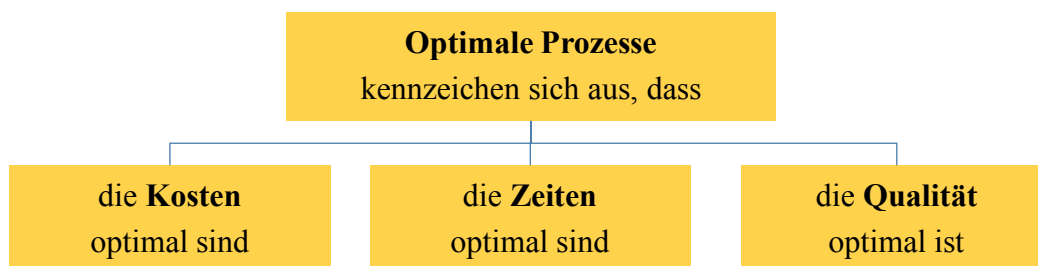 Optimale Prozesse
kennzeichen sich aus, dass
die Kosten
optimal sind
die Zeiten
optimal sind
die Qualität
optimal ist